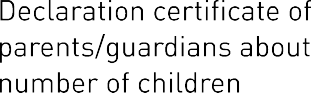 Declaration certificate of
parents/guardians about
number of children